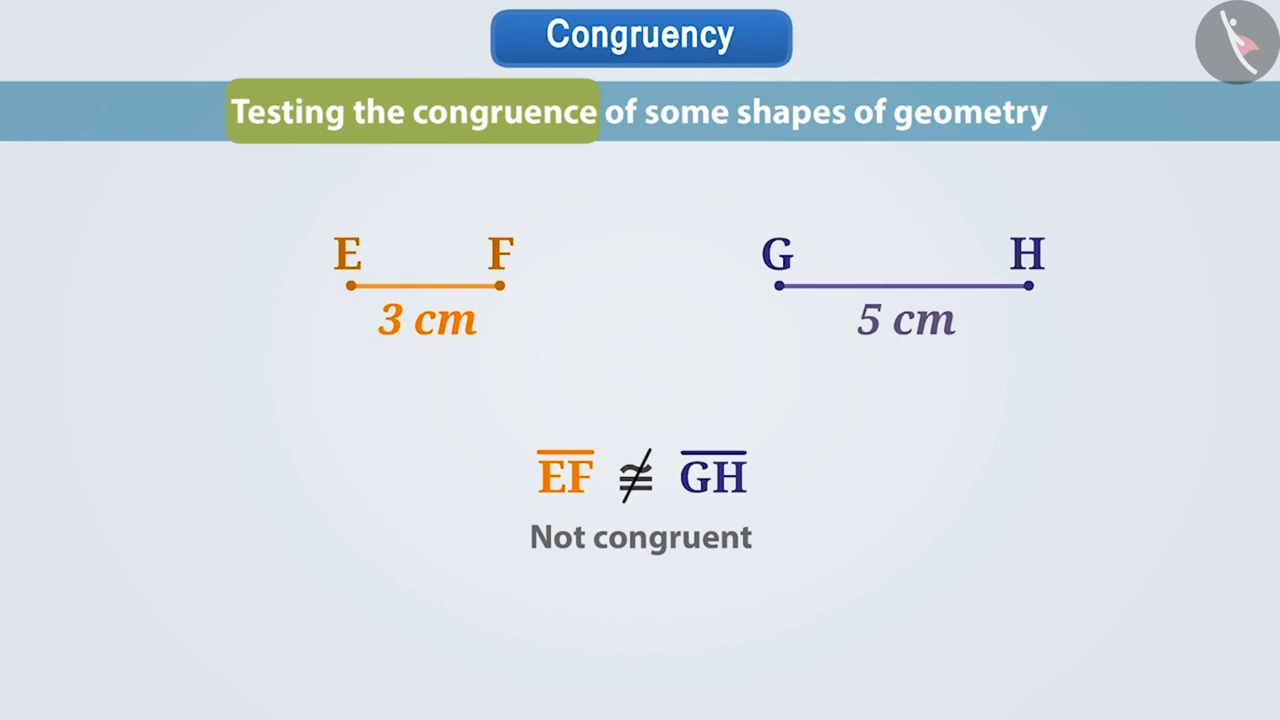 Congruency
Testing the congruence of some shapes of geometry
E F G H
3 cm 5 cm
EF ≇ GH
Not congruent